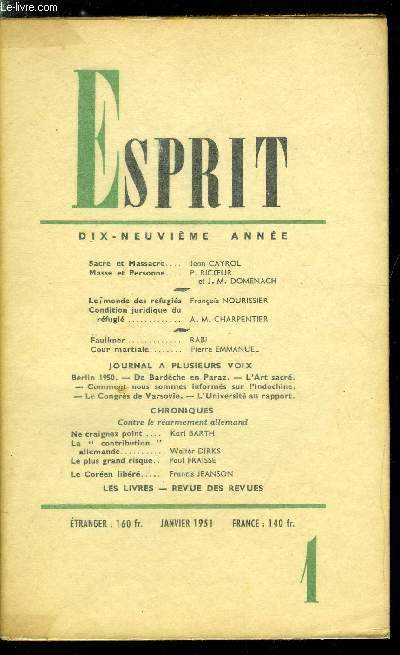 www.le-livre.com
ESPRIT
DIX-NEUVIÈME ANNÉE
Sacre et Massacre.... Jean CAYROL
Masse et Personne.... P. RICŒUR
et J. M. DOMENACH
Le monde des réfugiés François NOURISSIER
Condition juridique du
réfugié ............. A. M. CHARPENTIER
Faulkner............... RABI
Cour martiale ........ Pierre EMMANUEL
JOURNAL A PLUSIEURS VOIX
Berlin 1950. — De Bardèche en Paraz. — L'Art sacré.
— Comment nous sommes informés sur l'Indochine.
— Le Congrès de Varsovie. — L'Université au rapport.
CHRONIQUES
Contre le réarmement allemand
Ne craignez point .... Karl BARTH
La " contribution "
allemande.......... Walter DIRKS
Le plus grand risque.. Paul FRAISSE
Le Coréen libéré..... Francis JEANSON
LES LIVRES — REVUE DES REVUES
ÉTRANGER : 160 fr. JANVIER 1951 FRANCE : 140 fr.
1